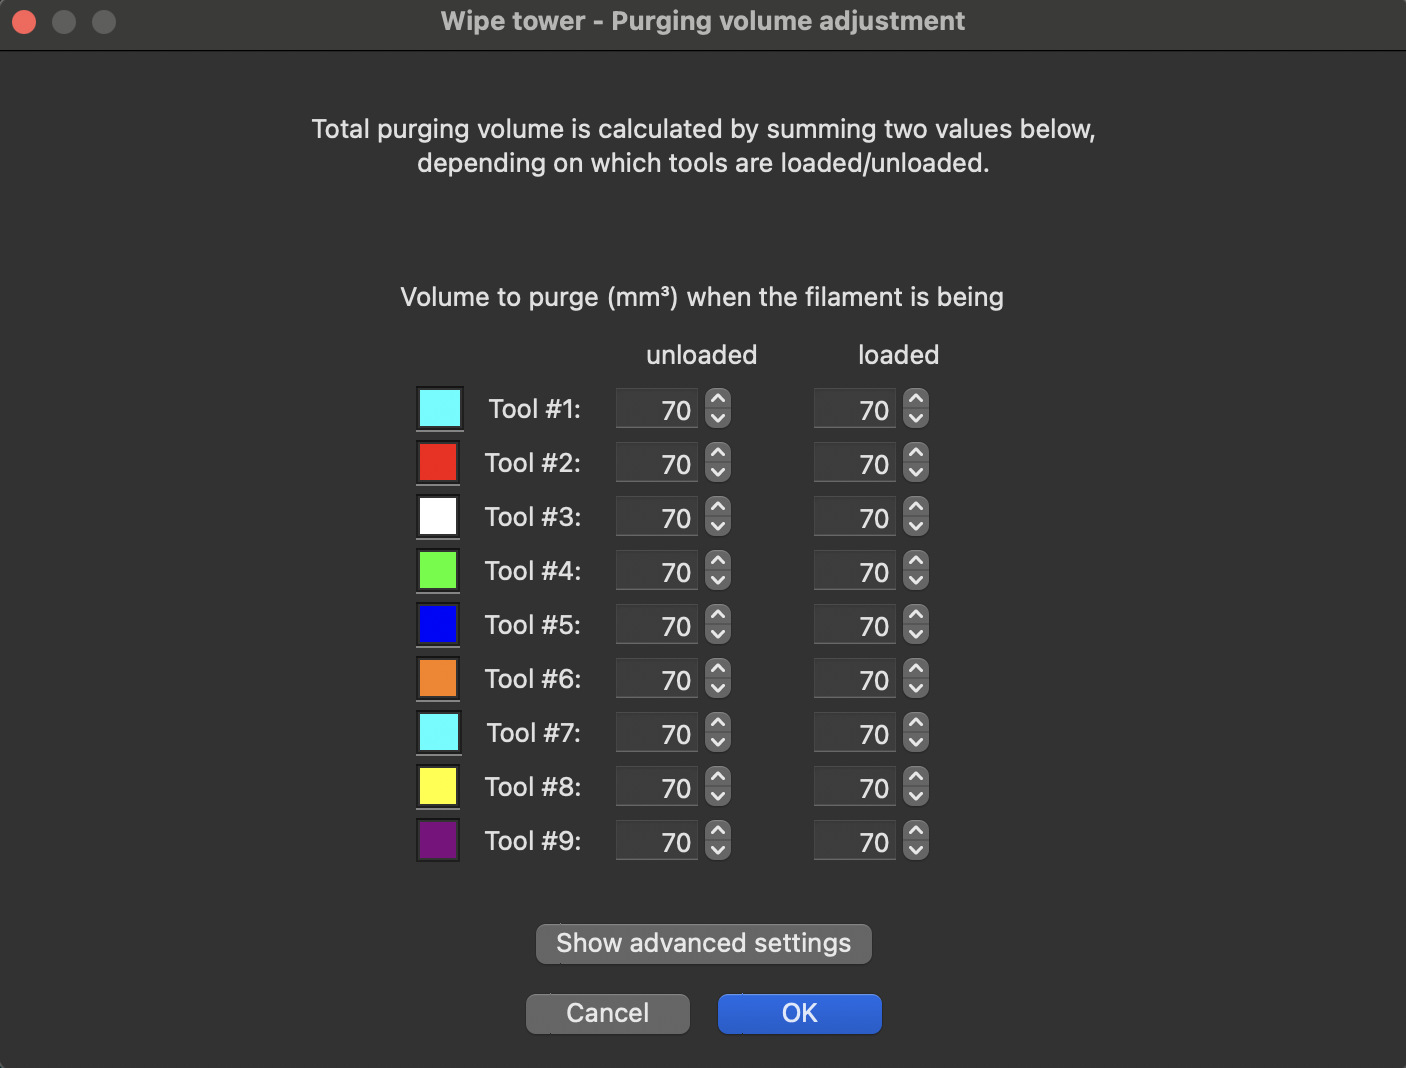 Wipe tower - Purging volume adjustment
Total purging volume is calculated by summing two values below,
depending on which tools are loaded/unloaded.
Volume to purge (mm³) when the filament is being
unloaded loaded
Tool #1: 70 70
Tool #2: 70 70
Tool #3: 70 70
Tool #4: 70 70
Tool #5: 70 70
Tool #6: 70 70
Tool #7: 70 70
Tool #8: 70 70
Tool #9: 70 70
Show advanced settings
Cancel OK